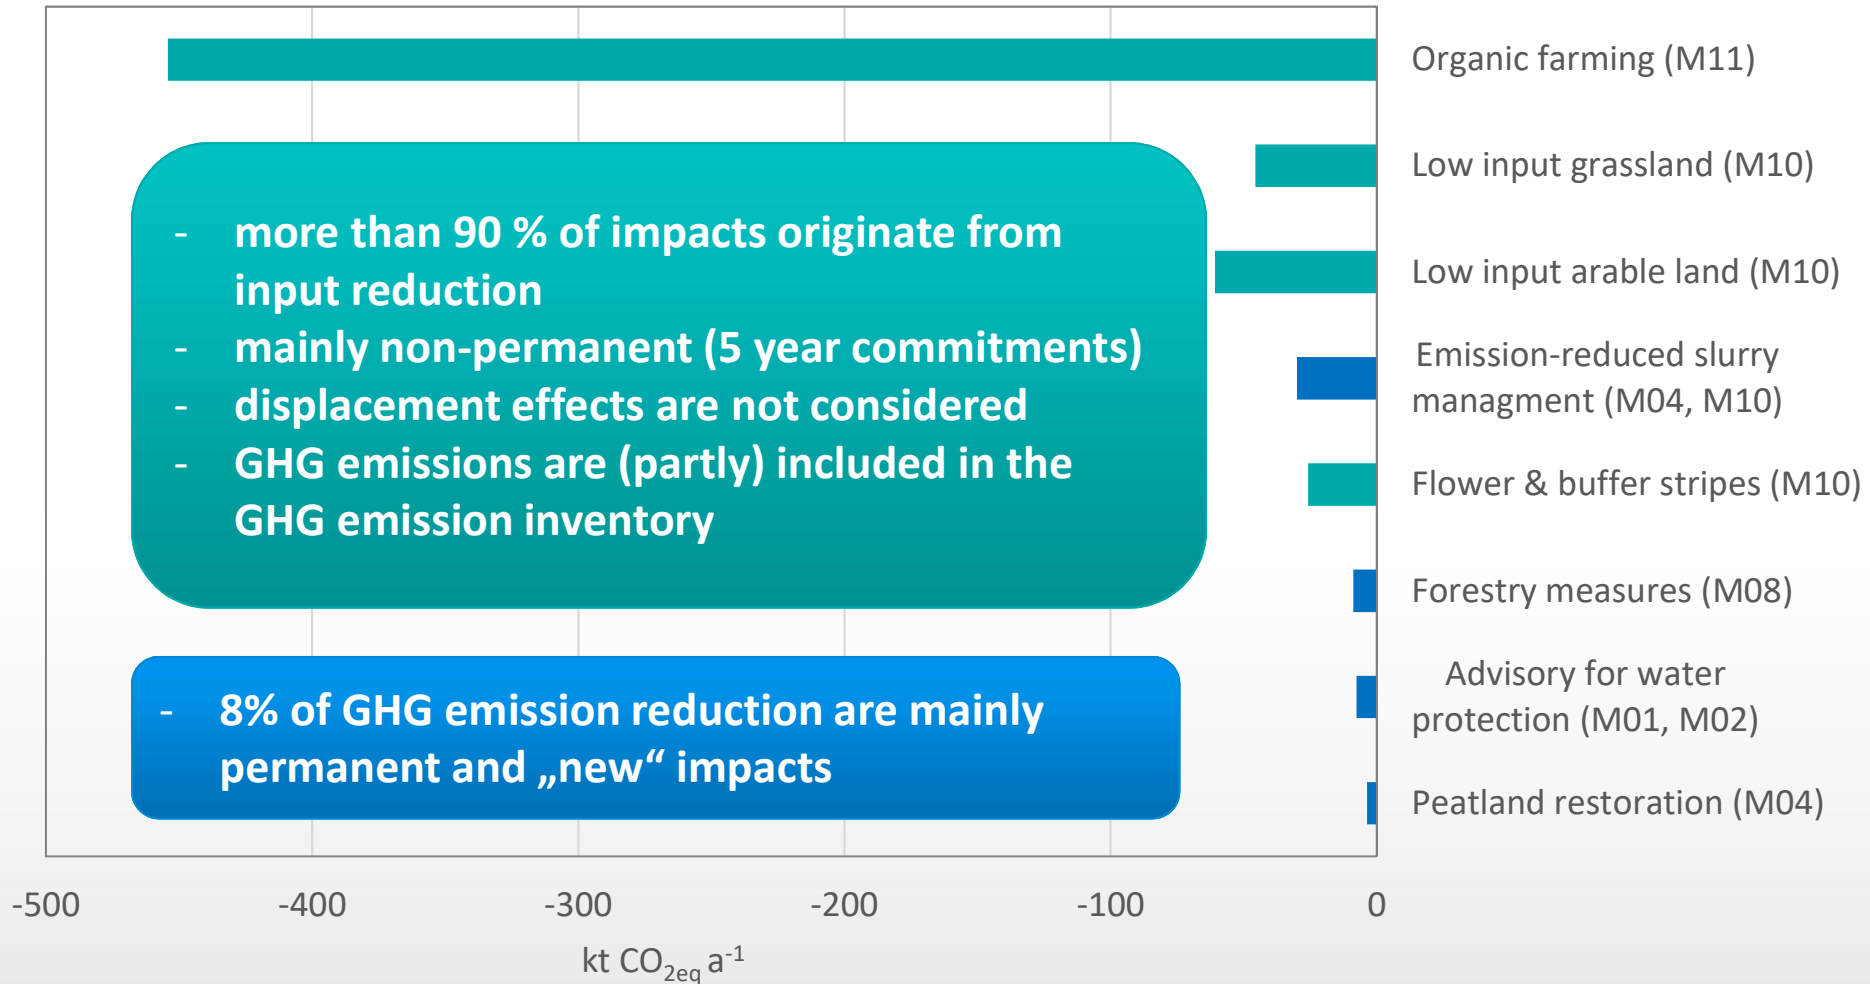 Organic farming (M11)
Low input grassland (M10)
- more than 90 % of impacts originate from
input reduction
- mainly non-permanent (5 year commitments)
- displacement effects are not considered
- GHG emissions are (partly) included in the
GHG emission inventory
Low input arable land (M10)
Emission-reduced slurry
managment (M04, M10)
Flower & buffer stripes (M10)
Forestry measures (M08)
- 8% of GHG emission reduction are mainly
permanent and „new“ impacts
Advisory for water
protection (M01, M02)
Peatland restoration (M04)
-500 -400 -300 -200 -100 0
kt CO2eq a-1